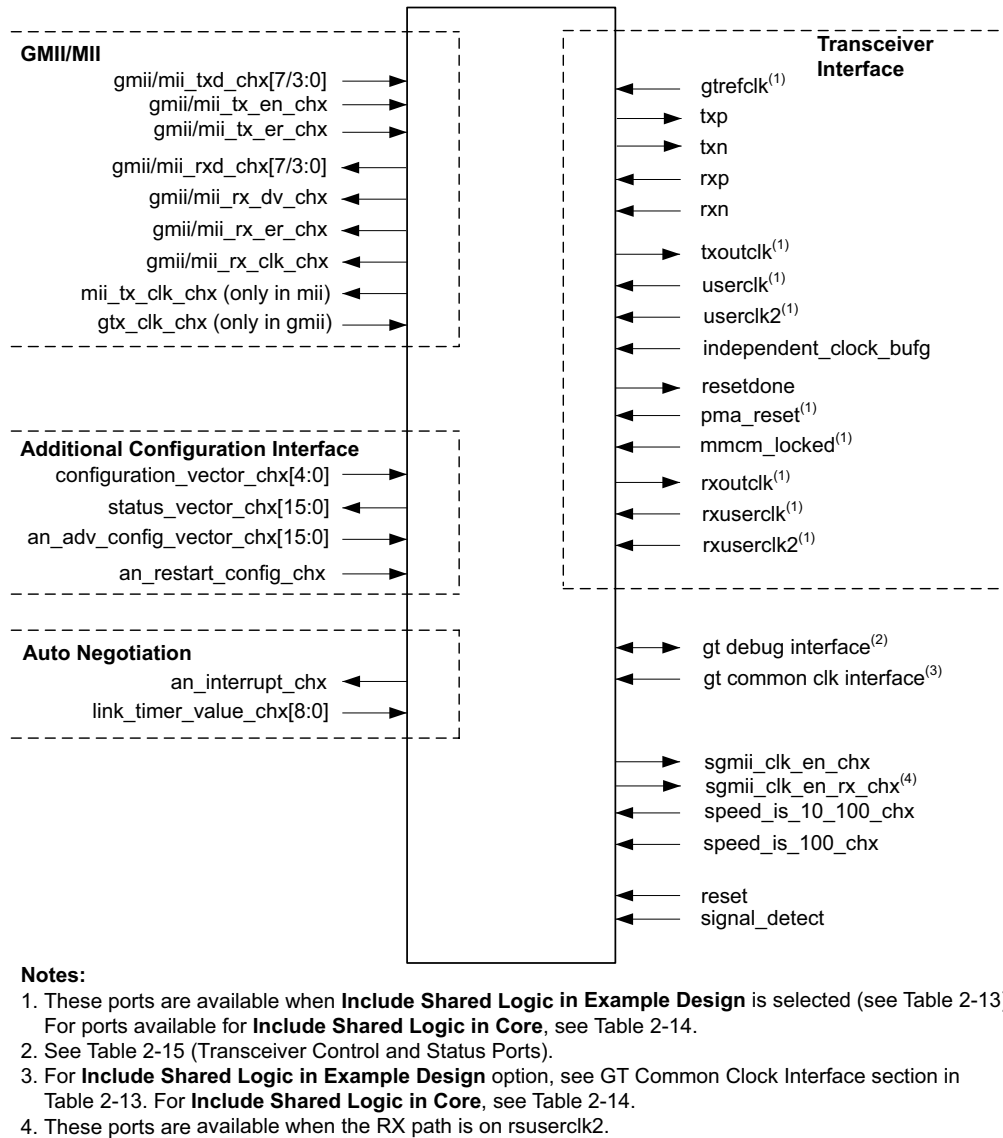 GMII/MII
gmii/mii_txd_chx[7/3:0]
gmii/mii_tx_en_chx
gmii/mii_tx_er_chx
gmii/mii_rxd_chx[7/3:0]
gmii/mii_rx_dv_chx
gmii/mii_rx_er_chx
gmii/mii_rx_clk_chx
mii_tx_clk_chx (only in mii)
gtx_clk_chx (only in gmii)
Additional Configuration Interface
configuration_vector_chx[4:0]
status_vector_chx[15:0]
an_adv_config_vector_chx[15:0]
an_restart_config_chx
Auto Negotiation
an_interrupt_chx
link_timer_value_chx[8:0]
Transceiver
Interface
gtrefclk(1)
txp
txn
rxp
rxn
txoutclk(1)
userclk(1)
userclk2(1)
independent_clock_bufg
resetdone
pma_reset(1)
mmcm_locked(1)
rxoutclk(1)
rxuserclk(1)
rxuserclk2(1)
gt debug interface(2)
gt common clk interface(3)
sgmii_clk_en_chx
sgmii_clk_en_rx_chx(4)
speed_is_10_100_chx
speed_is_100_chx
reset
signal_detect
Notes:
1. These ports are available when Include Shared Logic in Example Design is selected (see Table 2-13)
For ports available for Include Shared Logic in Core, see Table 2-14.
2. See Table 2-15 (Transceiver Control and Status Ports).
3. For Include Shared Logic in Example Design option, see GT Common Clock Interface section in
Table 2-13. For Include Shared Logic in Core, see Table 2-14.
4. These ports are available when the RX path is on rsuserclk2.